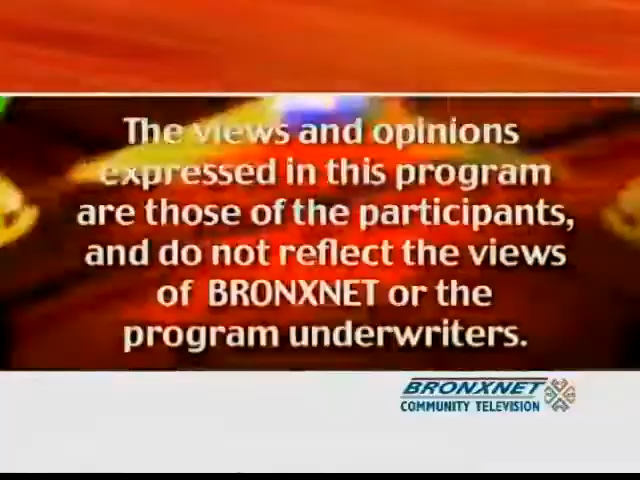 The views and opinions
expressed in this program
are those of the participants,
and do not reflect the views
of BRONXNET or the
program underwriters.
BRONXNET
COMMUNITY TELEVISION